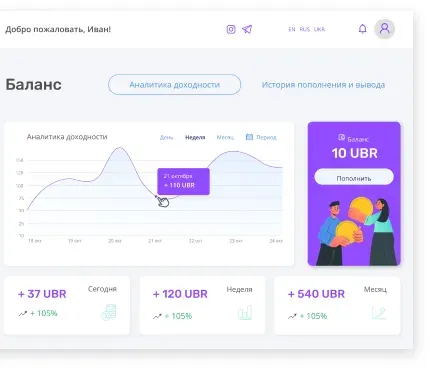 Добро пожаловать, Иван!
EN RUS UKR
Баланс
Аналитика доходности
История пополнения и вывода
Аналитика доходности
День Неделя Месяц Период
150
125
100
75
50
25
10
21 октября
+ 110 UBR
18 окт 19 окт 20 окт 21 окт 22 окт 23 окт 24 окт
Баланс
10 UBR
Пополнить
+ 37 UBR Сегодня
+ 105%
+ 120 UBR Неделя
+ 105%
+ 540 UBR Месяц
+ 105%